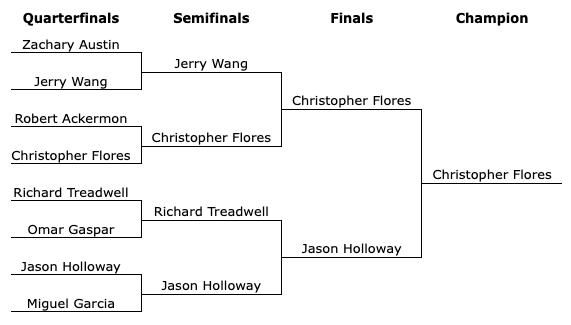 Quarterfinals Semifinals Finals Champion
Zachary Austin
Jerry Wang
Jerry Wang
Christopher Flores
Robert Ackermon
Christopher Flores
Christopher Flores
Christopher Flores
Richard Treadwell
Richard Treadwell
Omar Gaspar
Jason Holloway
Jason Holloway
Jason Holloway
Miguel Garcia